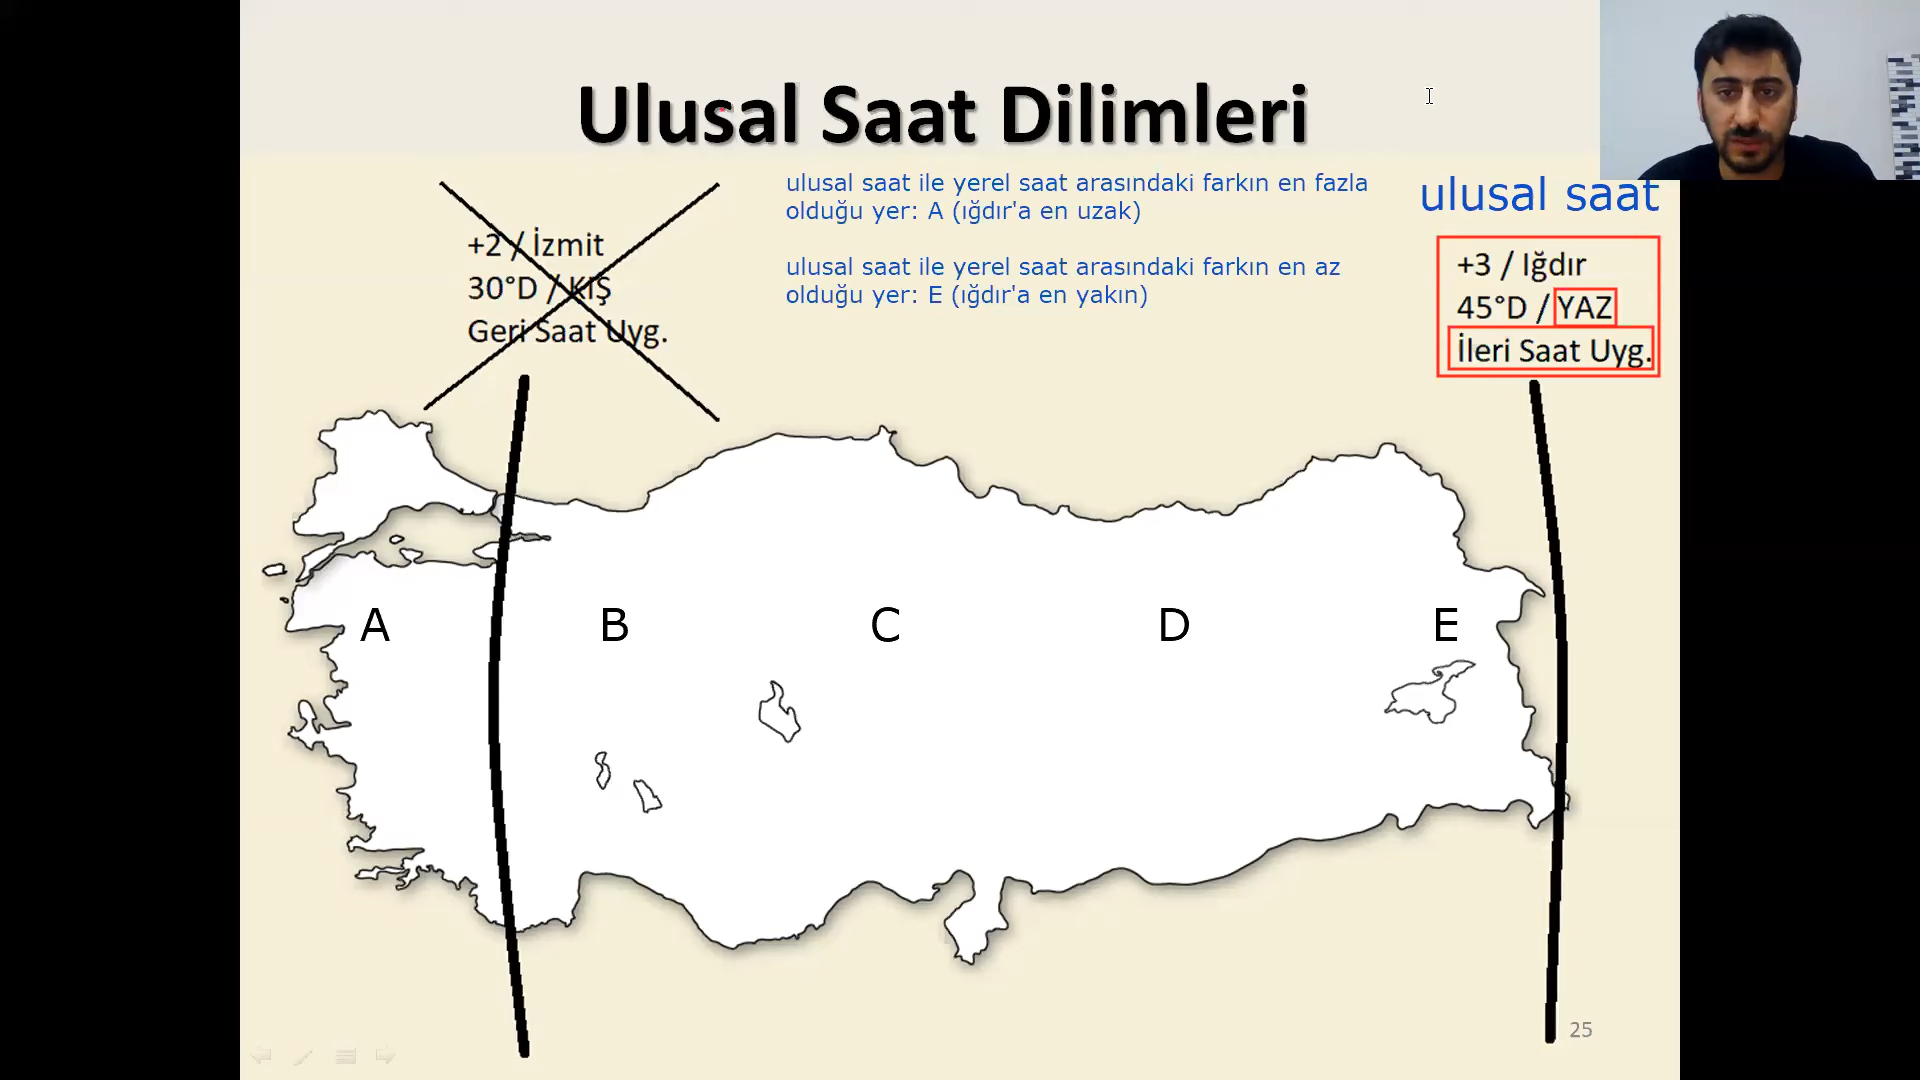 Ulusal Saat Dilimleri
+2 / İzmit
30°D / KIŞ
Geri Saat Uyg.
ulusal saat ile yerel saat arasındaki farkın en fazla
olduğu yer: A (ığdır'a en uzak)
ulusal saat ile yerel saat arasındaki farkın en az
olduğu yer: E (ığdır'a en yakın)
ulusal saat
+3 / Iğdır
45°D / YAZ
İleri Saat Uyg.
A B C D E
25